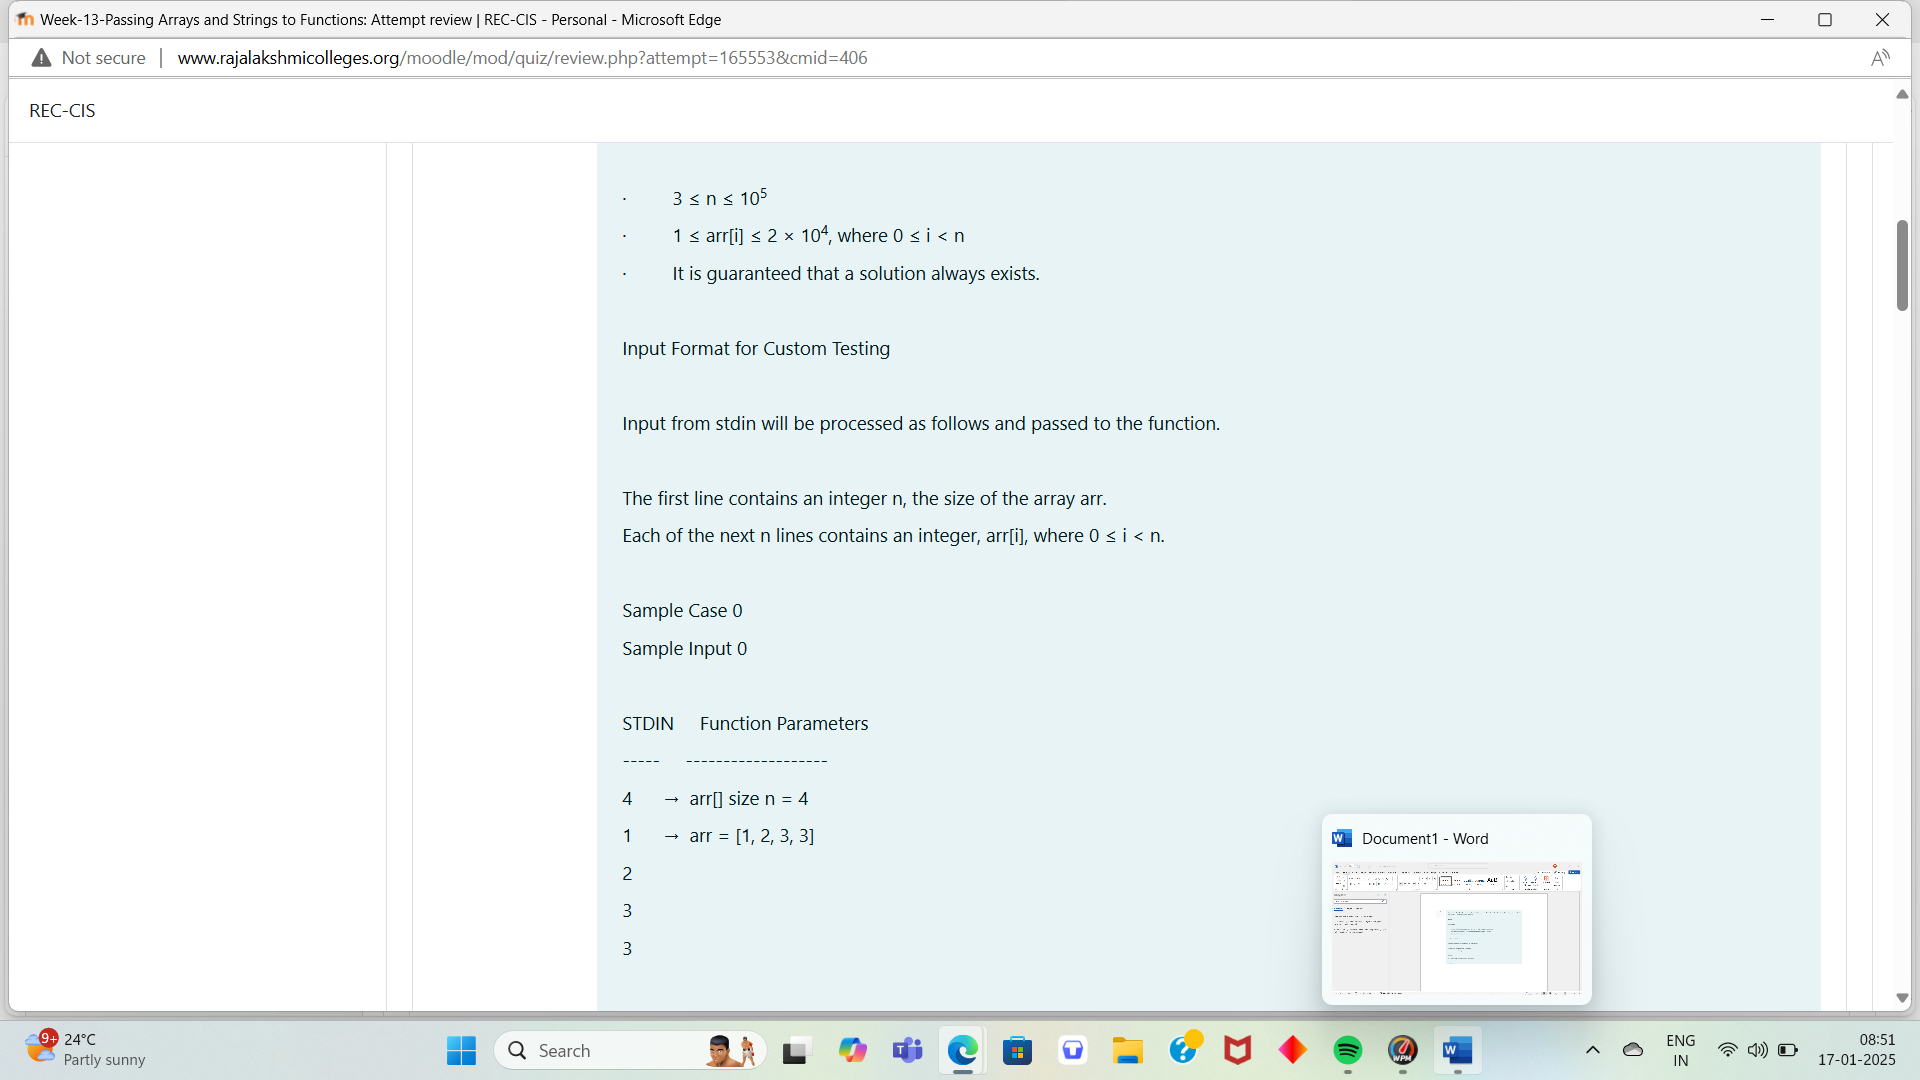 Week-13-Passing Arrays and Strings to Functions: Attempt review | REC-CIS - Personal - Microsoft Edge
Not secure | www.rajalakshmicolleges.org/moodle/mod/quiz/review.php?attempt=165553&cmid=406
REC-CIS
· 3 ≤ n ≤ 10⁵
· 1 ≤ arr[i] ≤ 2 × 10⁴, where 0 ≤ i < n
· It is guaranteed that a solution always exists.
Input Format for Custom Testing
Input from stdin will be processed as follows and passed to the function.
The first line contains an integer n, the size of the array arr.
Each of the next n lines contains an integer, arr[i], where 0 ≤ i < n.
Sample Case 0
Sample Input 0
STDIN Function Parameters
----- -------------------
4 → arr[] size n = 4
1 → arr = [1, 2, 3, 3]
2
3
3
Document1 - Word
9+ 24°C
Partly sunny
Search
WPM
ENG
IN
08:51
17-01-2025